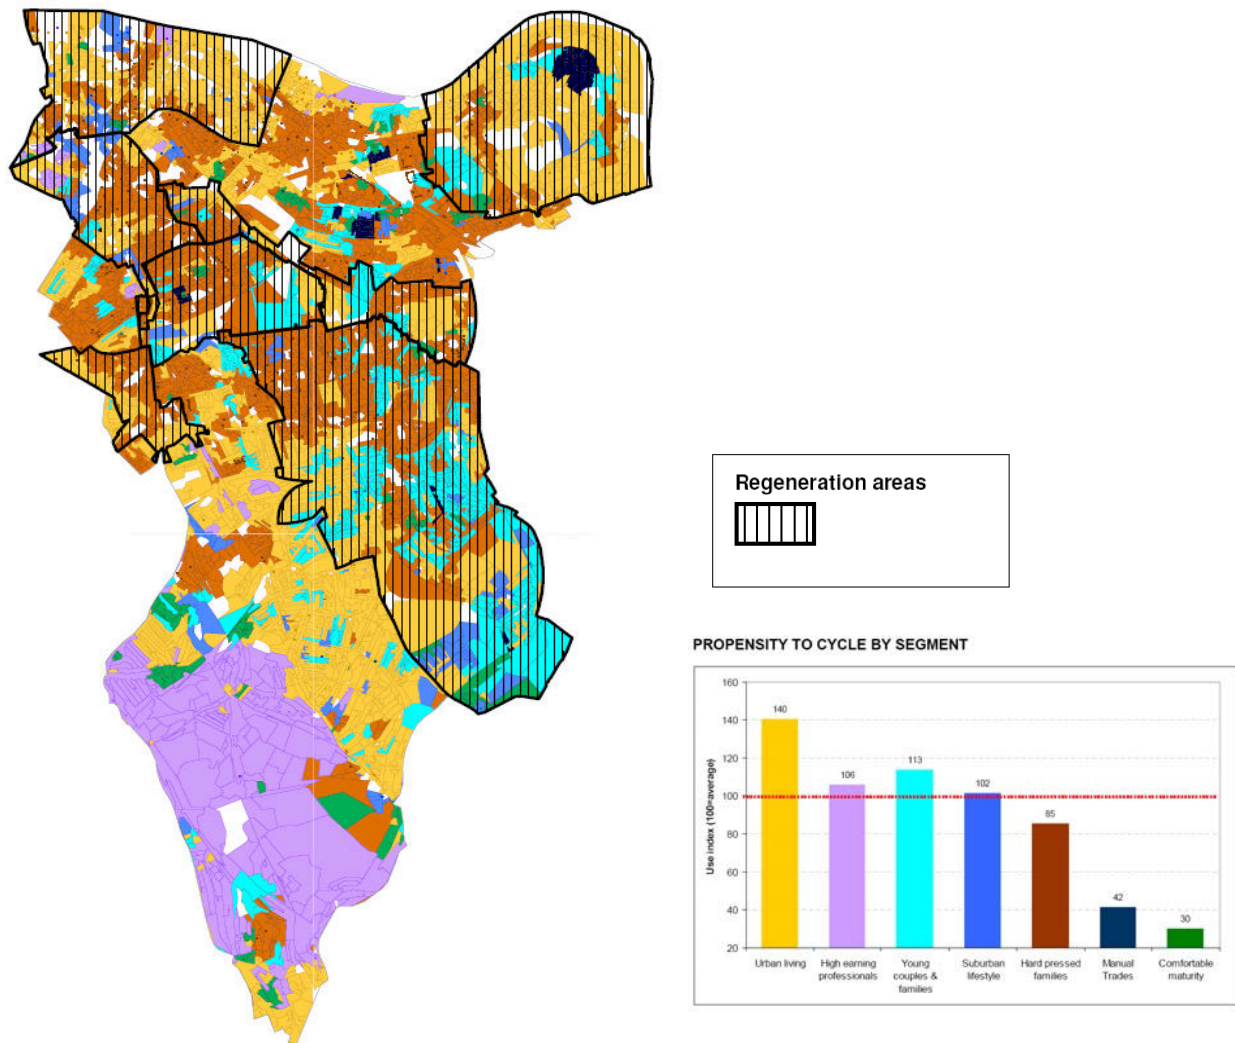 Regeneration areas
PROPENSITY TO CYCLE BY SEGMENT
Use index (100=average)
160
140
120
100
80
60
40
20
140
106
113
102
85
42
30
Urban living
High earning
professionals
Young
couples &
families
Suburban
lifestyle
Hard pressed
families
Manual
Trades
Comfortable
maturity